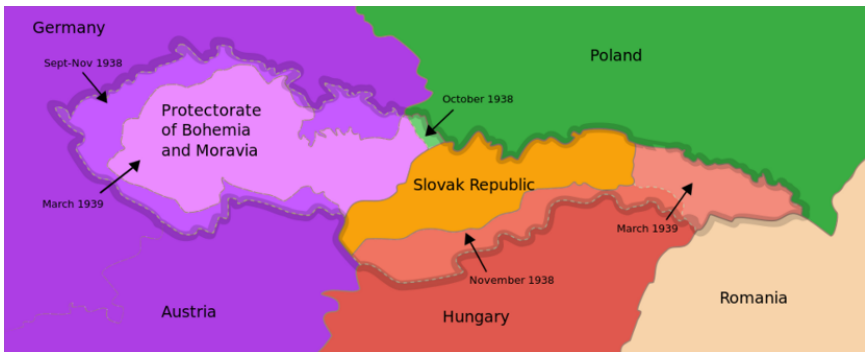 Germany
Sept-Nov 1938
Poland
October 1938
Protectorate
of Bohemia
and Moravia
Slovak Republic
March 1939
March 1939
November 1938
Austria
Hungary
Romania